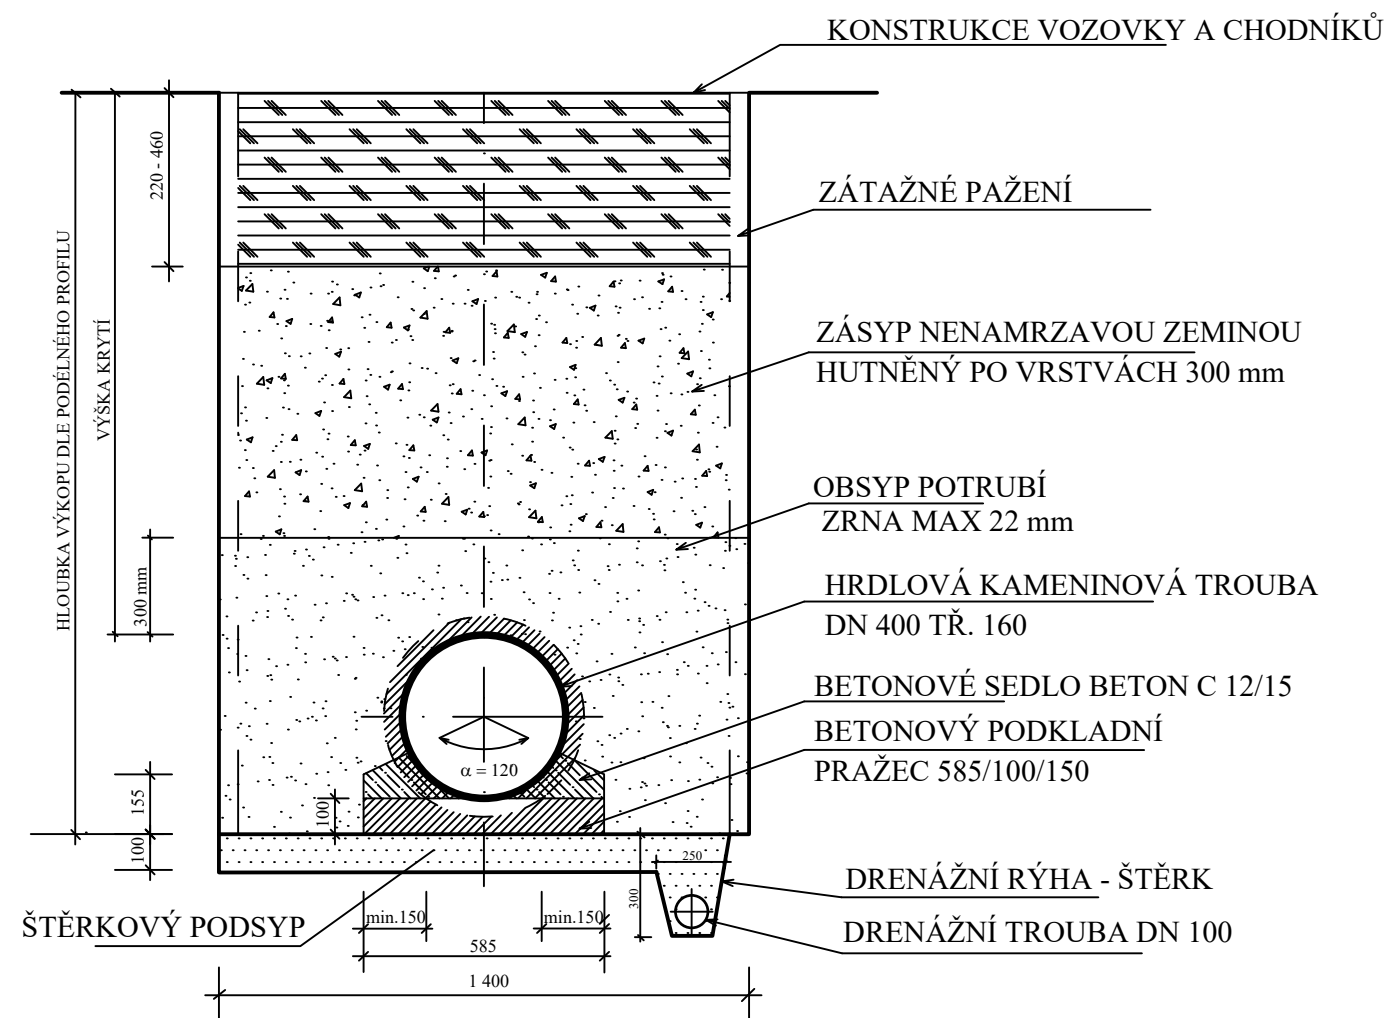 KONSTRUKCE VOZOVKY A CHODNÍKŮ
220 - 460
ZÁTAŽNÉ PAŽENÍ
HLOUBKA VÝKOPU DLE PODÉLNÉHO PROFILU
VÝŠKA KRYTÍ
ZÁSYP NENAMRZAVOU ZEMINOU
HUTNĚNÝ PO VRSTVÁCH 300 mm
OBSYP POTRUBÍ
ZRNA MAX 22 mm
300 mm
HRDLOVÁ KAMENINOVÁ TROUBA
DN 400 TŘ. 160
BETONOVÉ SEDLO BETON C 12/15
BETONOVÝ PODKLADNÍ
PRAŽEC 585/100/150
α = 120
155
100
100
250
300
DRENÁŽNÍ RÝHA - ŠTĚRK
ŠTĚRKOVÝ PODSYP
min.150
min.150
DRENÁŽNÍ TROUBA DN 100
585
1 400